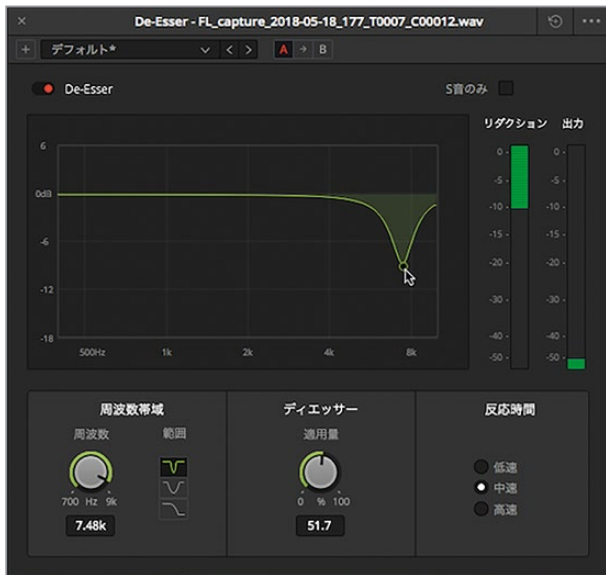 De-Esser - FL_capture_2018-05-18_177_T0007_C00012.wav
デフォルト*
A
B
De-Esser
S音のみ
リダクション 出力
6
0dB
-6
-12
-18
500Hz 1k 2k 4k 8k
0
-5
-10
-15
-20
-30
-40
-50
0
-5
-10
-15
-20
-30
-40
-50
周波数帯域
周波数 範囲
700 Hz 9k
7.48k
ディエッサー
適用量
0 % 100
51.7
反応時間
低速
中速
高速